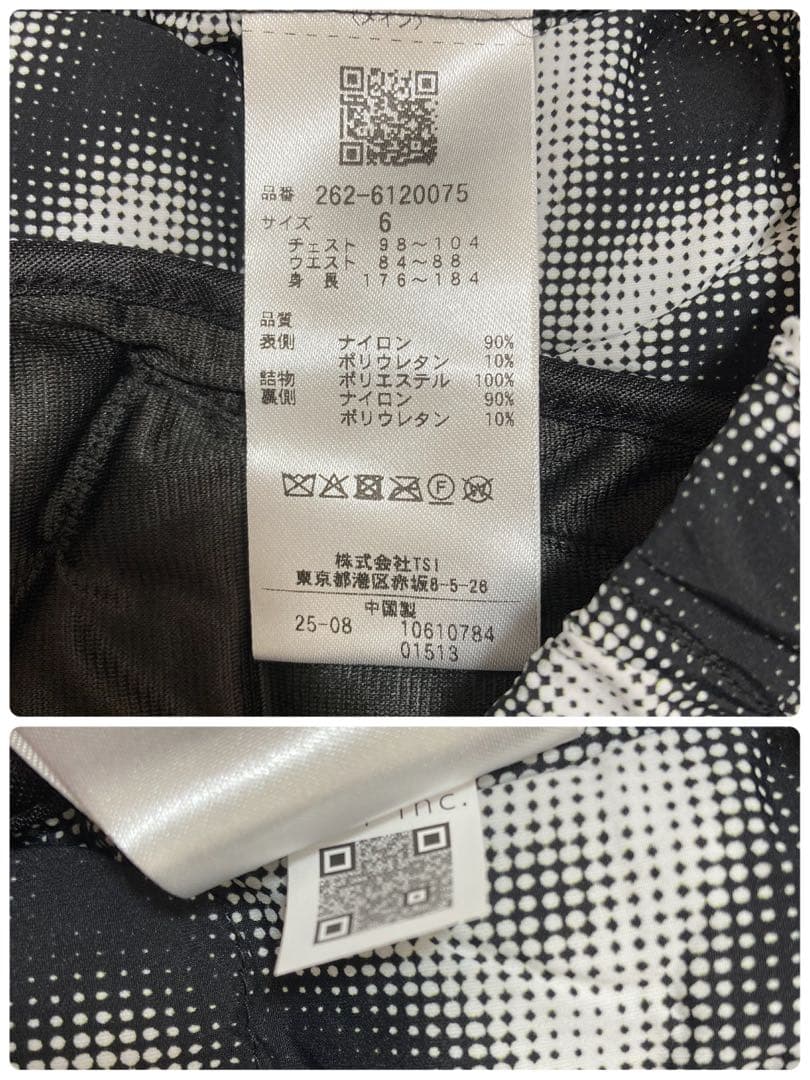 〈メイン〉
品番 262-6120075
サイズ 6
チェスト 98～104
ウエスト 84～88
身長 176～184
品質
表側 ナイロン 90%
ポリウレタン 10%
詰物 ポリエステル 100%
裏側 ナイロン 90%
ポリウレタン 10%
F
W
株式会社TSI
東京都港区赤坂8-5-28
中国製
25-08 10610784
01513
Inc.